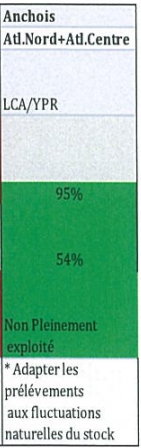 Anchois
Atl.Nord+Atl.Centre
LCA/YPR
95%
54%
Non Pleinement
exploité
* Adapter les
prélévements
aux fluctuations
naturelles du stock